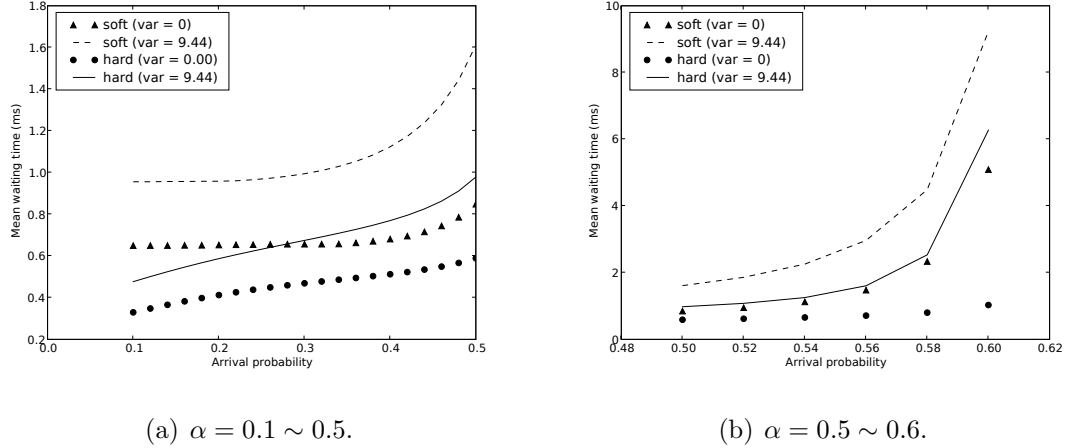 1.8
1.6
1.4
1.2
1.0
0.8
0.6
0.4
0.2
0.0 0.1 0.2 0.3 0.4 0.5
Mean waiting time (ms)
Arrival probability
soft (var = 0)
soft (var = 9.44)
hard (var = 0.00)
hard (var = 9.44)
(a) α = 0.1 ∼ 0.5.
10
8
6
4
2
0
0.48 0.50 0.52 0.54 0.56 0.58 0.60 0.62
Mean waiting time (ms)
Arrival probability
soft (var = 0)
soft (var = 9.44)
hard (var = 0)
hard (var = 9.44)
(b) α = 0.5 ∼ 0.6.